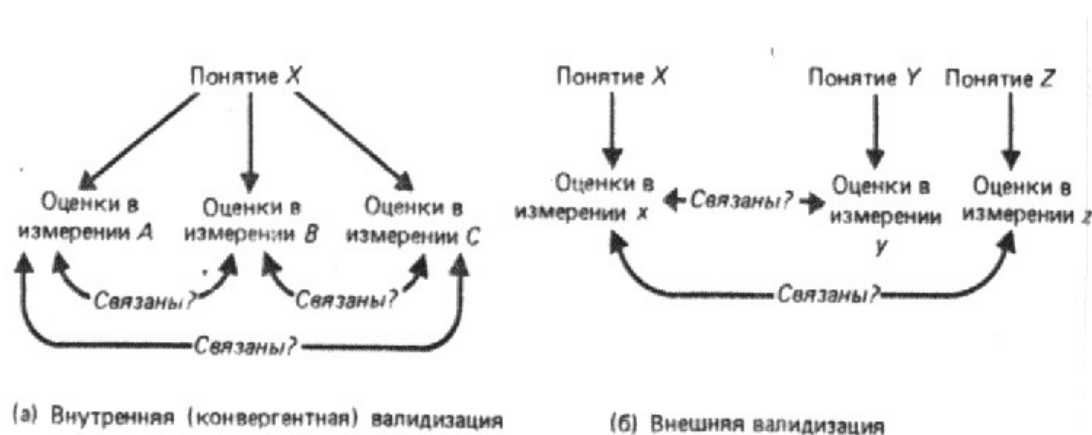 Понятие X
Оценки в
измерении A
Оценки в
измерении B
Оценки в
измерении C
Связаны?
Связаны?
Связаны?
(а) Внутренняя (конвергентная) валидизация
Понятие X
Понятие Y
Понятие Z
Оценки в
измерении x
Связаны?
Оценки в
измерении
y
Оценки в
измерении z
Связаны?
(б) Внешняя валидизация